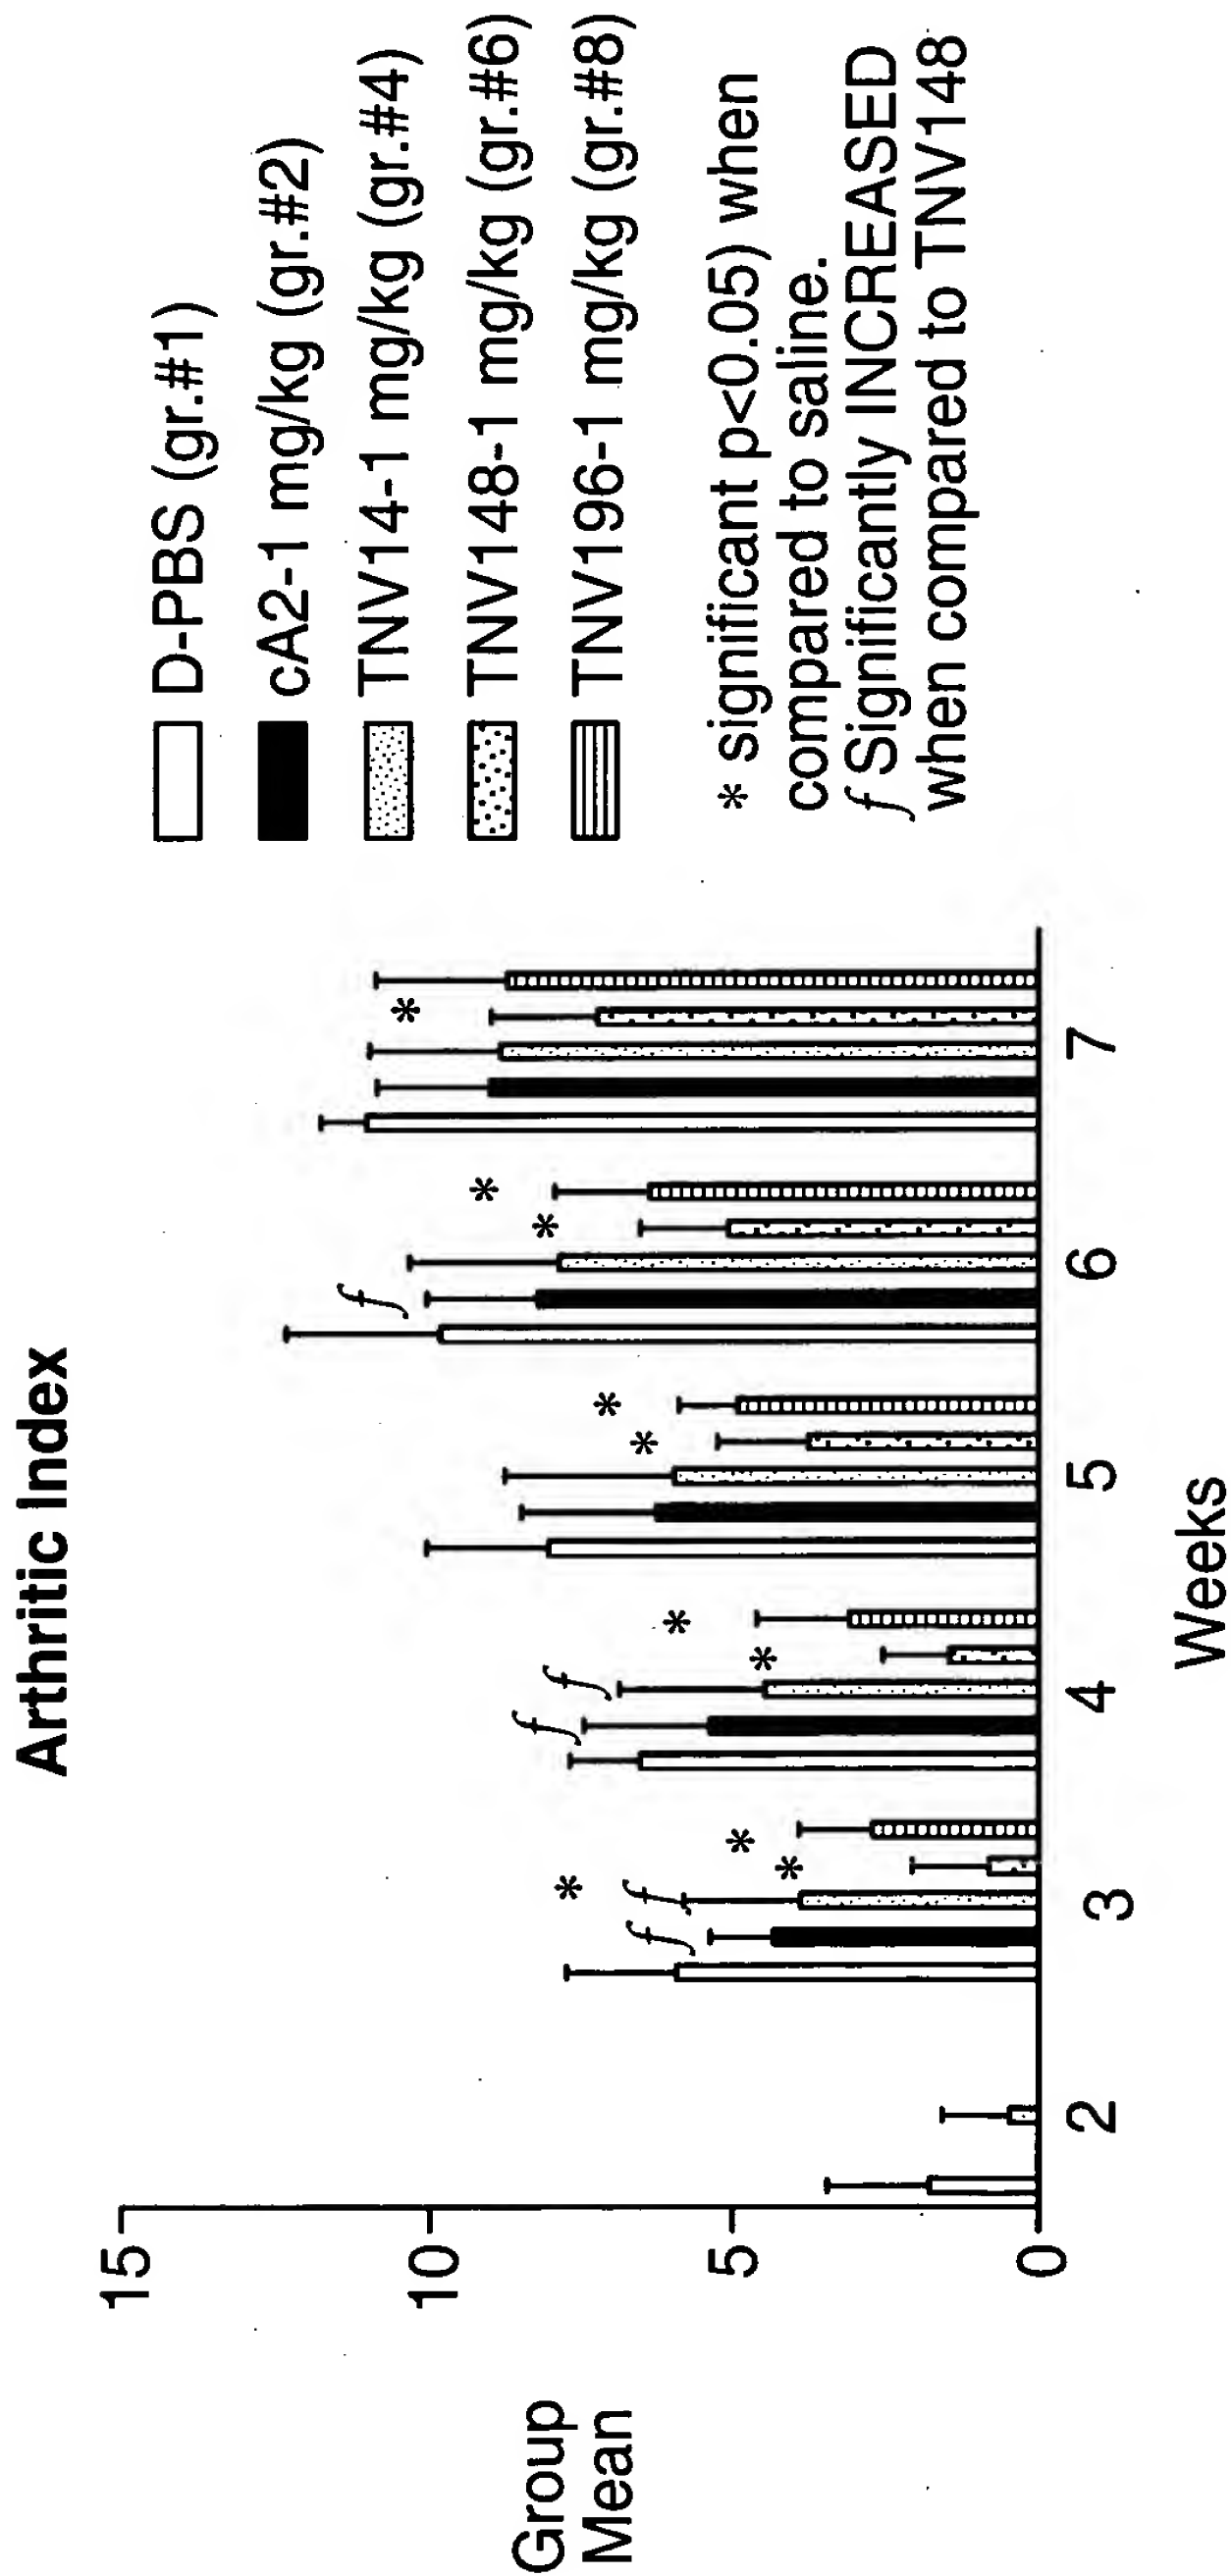 Arthritic Index
D-PBS (gr.#1)
cA2-1 mg/kg (gr.#2)
TNV14-1 mg/kg (gr.#4)
TNV148-1 mg/kg (gr.#6)
TNV196-1 mg/kg (gr.#8)
* significant p<0.05) when
compared to saline.
ƒ Significantly INCREASED
when compared to TNV148
Group
Mean
15
10
5
0
* ƒ ƒ * *
ƒ ƒ * *
* *
ƒ * *
*
2 3 4 5 6 7
Weeks